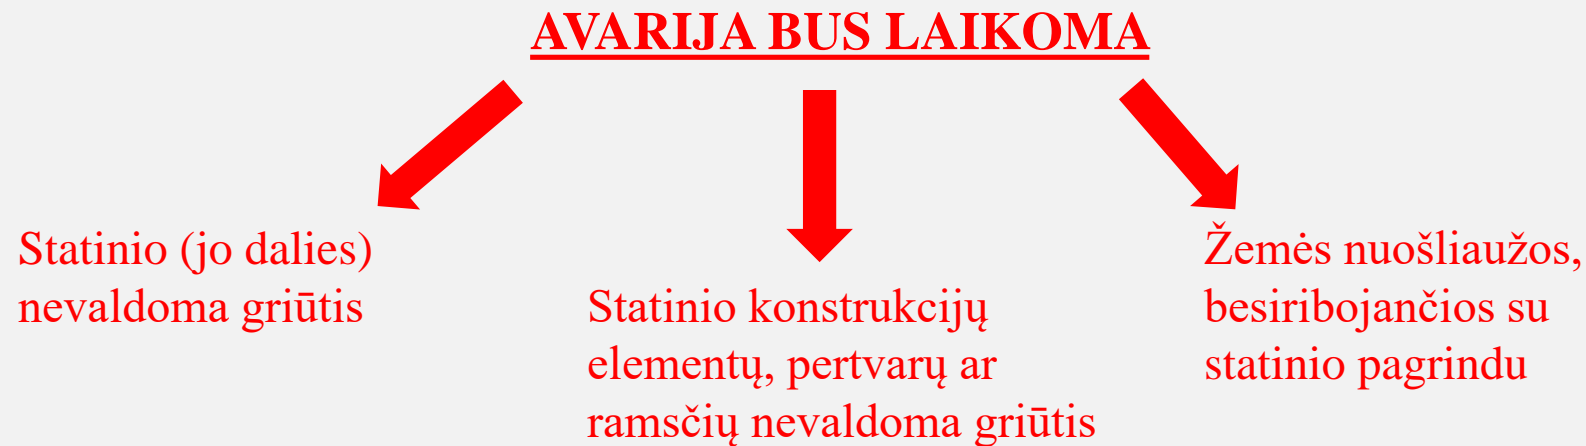 AVARIJA BUS LAIKOMA
Statinio (jo dalies)
nevaldoma griūtis
Statinio konstrukcijų
elementų, pertvarų ar
ramsčių nevaldoma griūtis
Žemės nuošliaužos,
besiribojančios su
statinio pagrindu